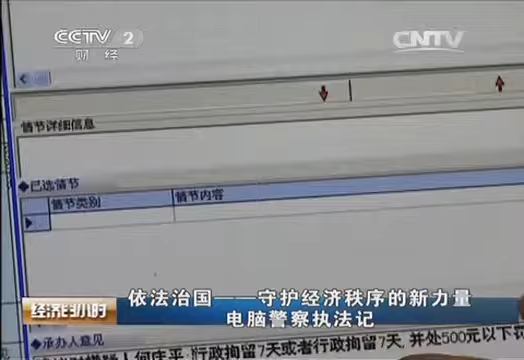 CCTV 2
财经
CNTV
情节详细信息
◆已选情节
情节类别 情节内容
经济半小时
依法治国——守护经济秩序的新力量
电脑警察执法记
◆承办人意见
行政拘留7天或者行政拘留7天,并处500元以下